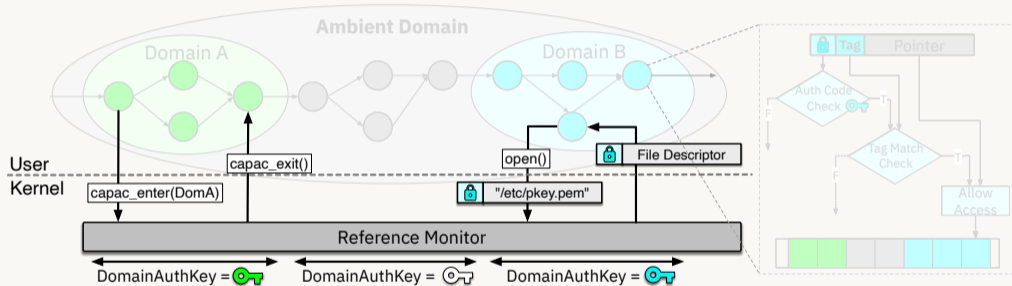 Ambient Domain
Domain A
Domain B
Tag
Pointer
Auth Code
Check
T
F
Tag Match
Check
T
F
Allow
Access
open()
File Descriptor
capac_exit()
User
Kernel
capac_enter(DomA)
"/etc/pkey.pem"
Reference Monitor
DomainAuthKey =
DomainAuthKey =
DomainAuthKey =